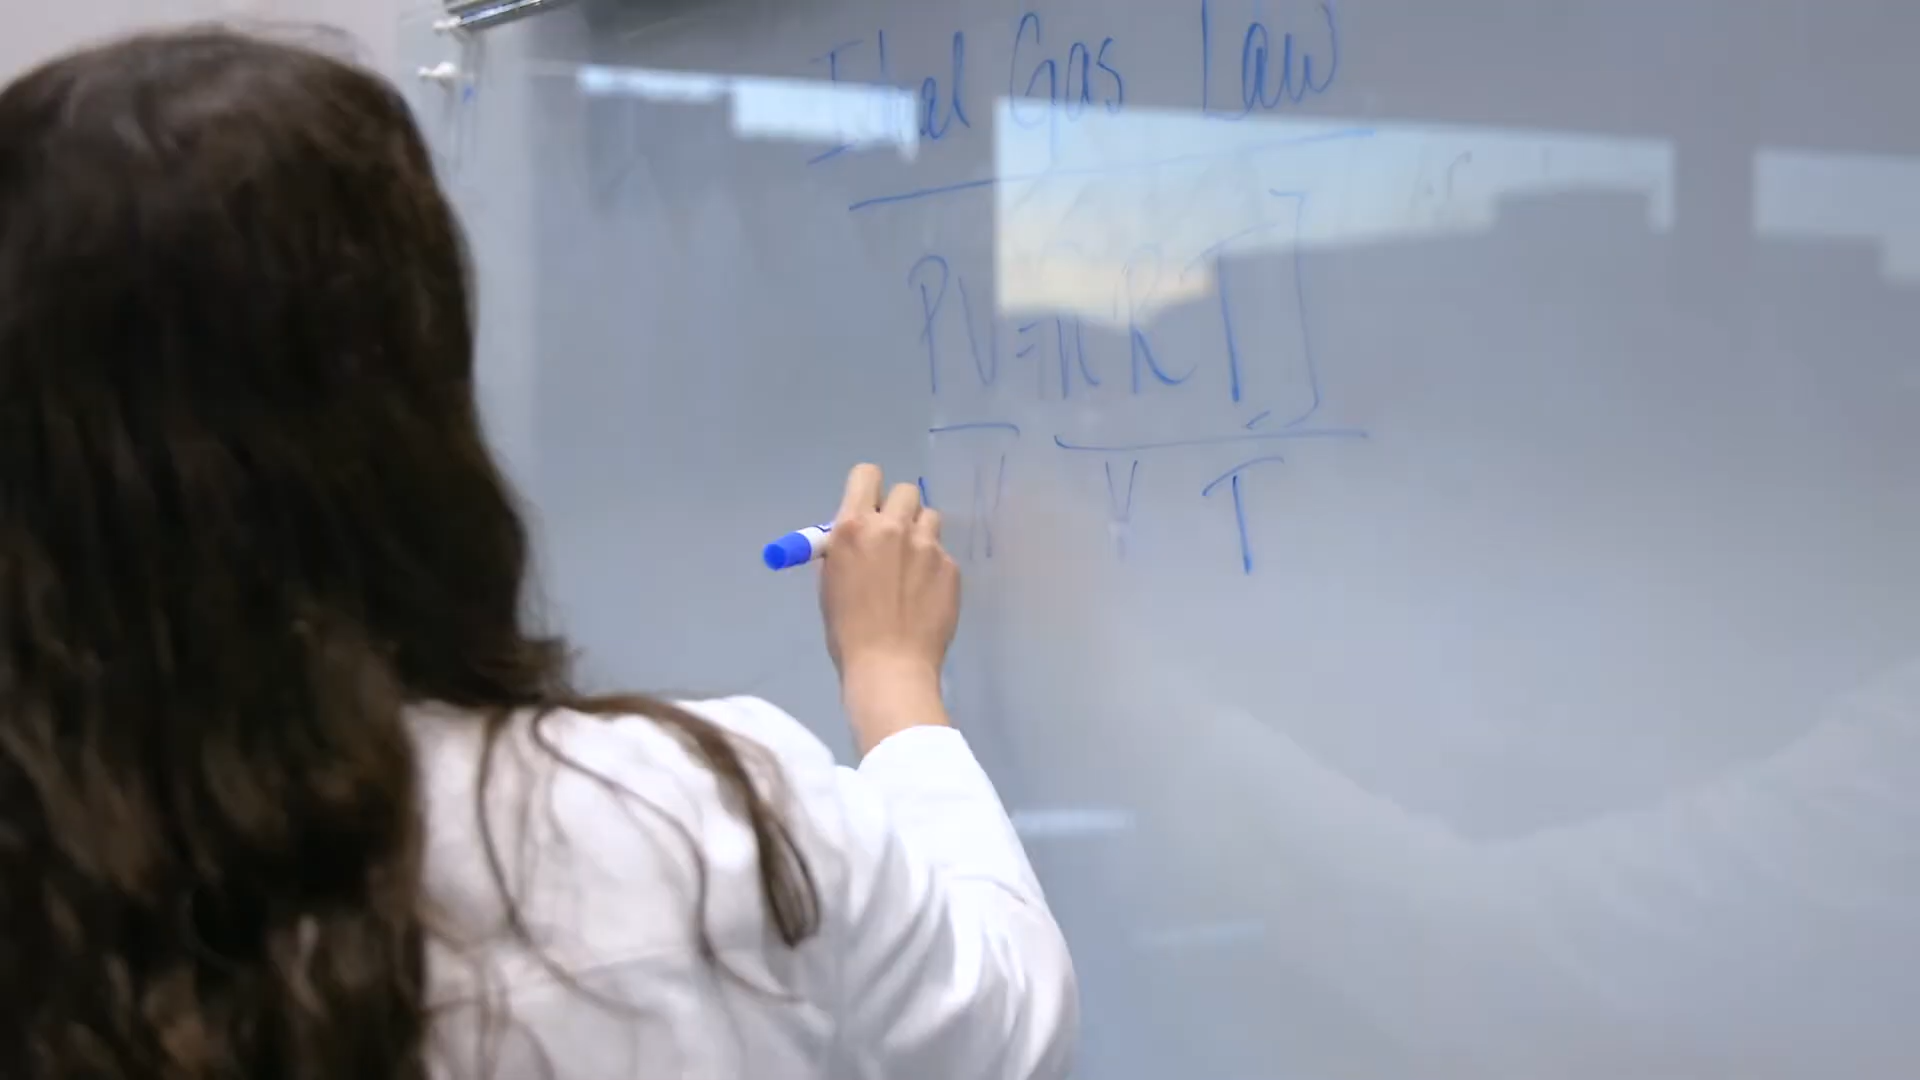 Ideal Gas Law
PV=nRT]
N V T